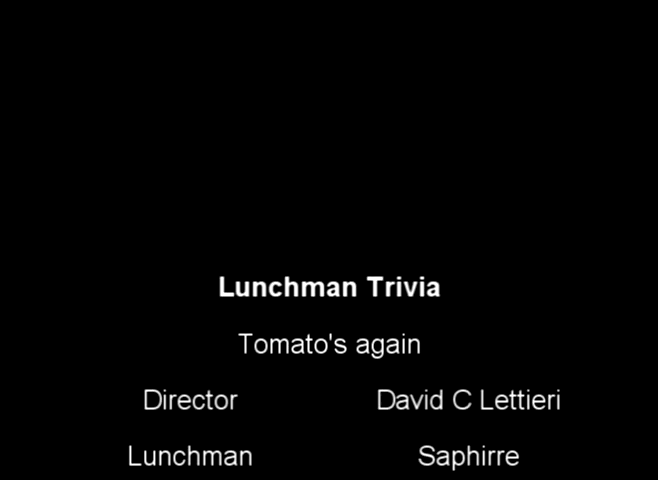 Lunchman Trivia
Tomato's again
Director David C Lettieri
Lunchman Saphirre